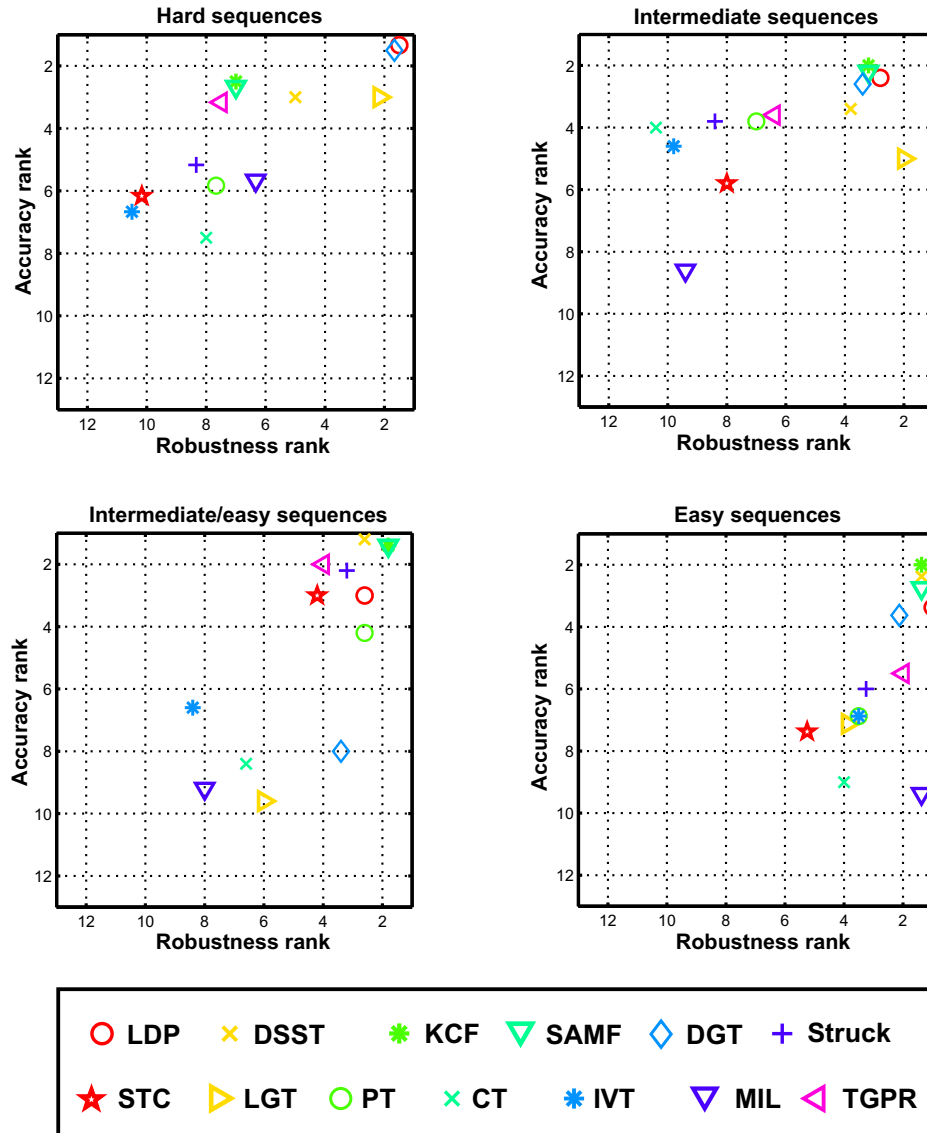 Hard sequences
2
4
6
8
10
12
Accuracy rank
12 10 8 6 4 2
Robustness rank
Intermediate sequences
2
4
6
8
10
12
Accuracy rank
12 10 8 6 4 2
Robustness rank
Intermediate/easy sequences
2
4
6
8
10
12
Accuracy rank
12 10 8 6 4 2
Robustness rank
Easy sequences
2
4
6
8
10
12
Accuracy rank
12 10 8 6 4 2
Robustness rank
LDP DSST KCF SAMF DGT Struck
STC LGT PT CT IVT MIL TGPR